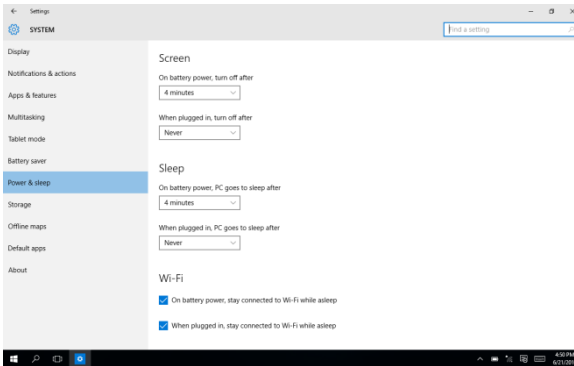 Settings
SYSTEM
Find a setting
Display
Notifications & actions
Apps & features
Multitasking
Tablet mode
Battery saver
Power & sleep
Storage
Offline maps
Default apps
About
Screen
On battery power, turn off after
4 minutes
When plugged in, turn off after
Never
Sleep
On battery power, PC goes to sleep after
4 minutes
When plugged in, PC goes to sleep after
Never
Wi-Fi
On battery power, stay connected to Wi-Fi while asleep
When plugged in, stay connected to Wi-Fi while asleep
4:50 PM